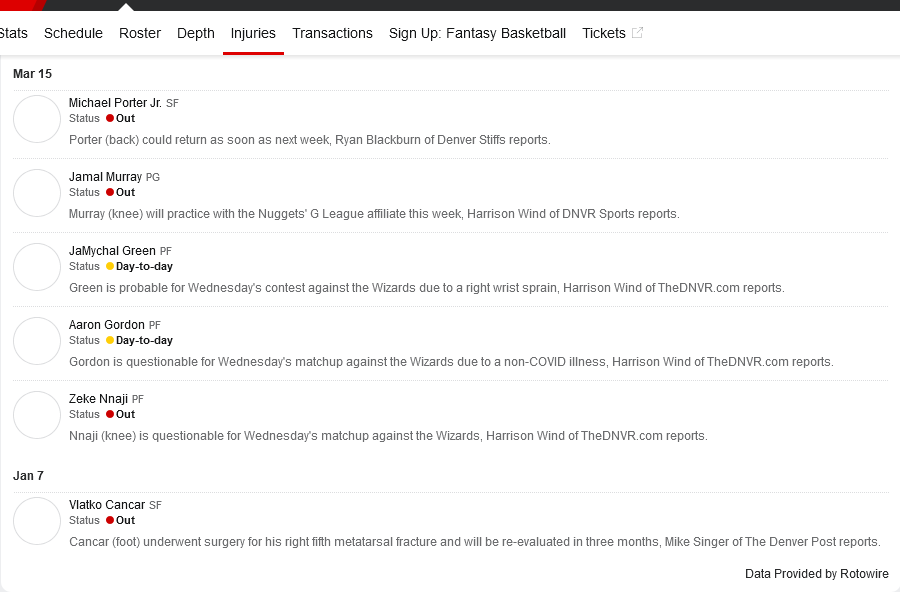 Stats Schedule Roster Depth Injuries Transactions Sign Up: Fantasy Basketball Tickets
Mar 15
Michael Porter Jr. SF
Status Out
Porter (back) could return as soon as next week, Ryan Blackburn of Denver Stiffs reports.
Jamal Murray PG
Status Out
Murray (knee) will practice with the Nuggets' G League affiliate this week, Harrison Wind of DNVR Sports reports.
JaMychal Green PF
Status Day-to-day
Green is probable for Wednesday's contest against the Wizards due to a right wrist sprain, Harrison Wind of TheDNVR.com reports.
Aaron Gordon PF
Status Day-to-day
Gordon is questionable for Wednesday's matchup against the Wizards due to a non-COVID illness, Harrison Wind of TheDNVR.com reports.
Zeke Nnaji PF
Status Out
Nnaji (knee) is questionable for Wednesday's matchup against the Wizards, Harrison Wind of TheDNVR.com reports.
Jan 7
Vlatko Cancar SF
Status Out
Cancar (foot) underwent surgery for his right fifth metatarsal fracture and will be re-evaluated in three months, Mike Singer of The Denver Post reports.
Data Provided by Rotowire